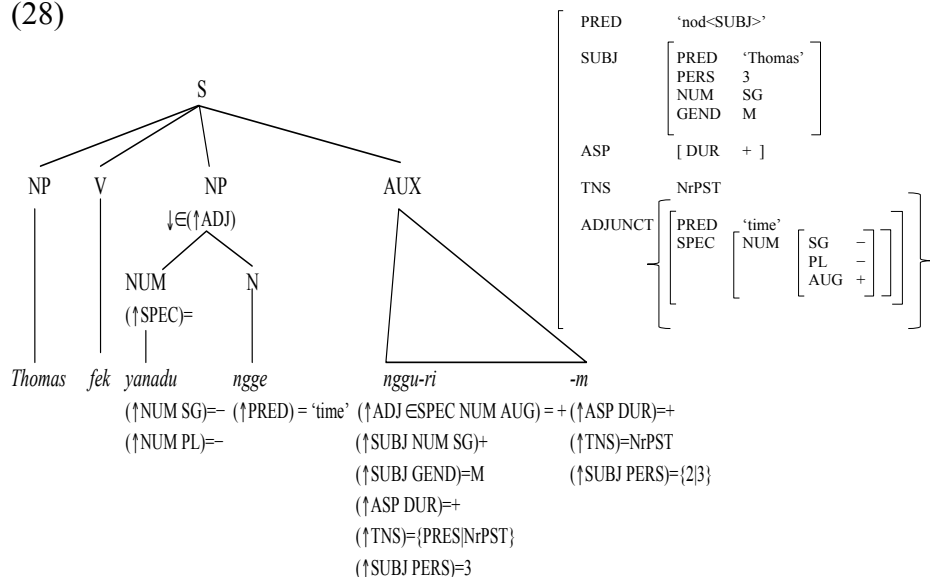 (28)
PRED ‘nod<SUBJ>’
SUBJ PRED ‘Thomas’
PERS 3
NUM SG
GEND M
ASP [ DUR + ]
TNS NrPST
ADJUNCT PRED ‘time’
SPEC NUM SG −
PL −
AUG +
S
NP V NP AUX
↓∈(↑ADJ)
NUM N
(↑SPEC)=
Thomas fek yanadu ngge nggu-ri -m
(↑NUM SG)=− (↑PRED) = ‘time’ (↑ADJ ∈SPEC NUM AUG) = + (↑ASP DUR)=+
(↑NUM PL)=− (↑SUBJ NUM SG)+ (↑TNS)=NrPST
(↑SUBJ GEND)=M (↑SUBJ PERS)={2|3}
(↑ASP DUR)=+
(↑TNS)={PRES|NrPST}
(↑SUBJ PERS)=3